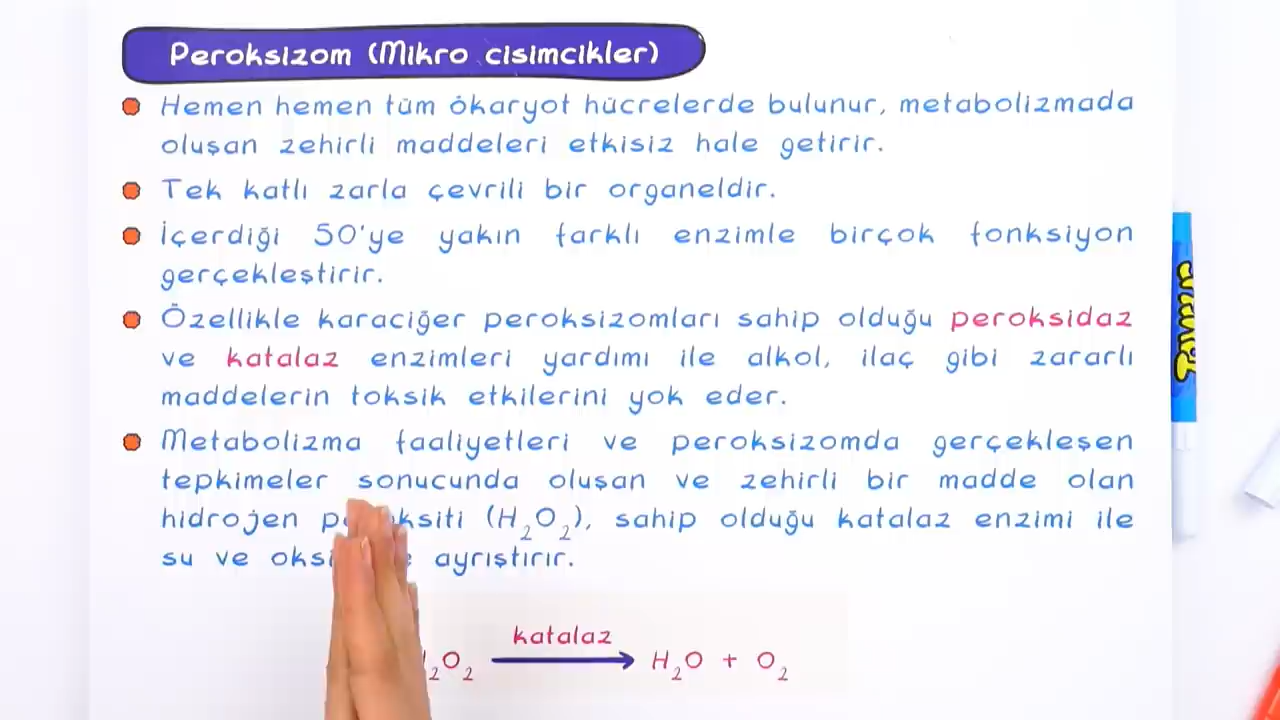 Peroksizom (Mikro cisimcikler)
Hemen hemen tüm ökaryot hücrelerde bulunur, metabolizmada
oluşan zehirli maddeleri etkisiz hale getirir.
Tek katlı zarla çevrili bir organeldir.
İçerdiği 50'ye yakın farklı enzimle birçok fonksiyon
gerçekleştirir.
Özellikle karaciğer peroksizomları sahip olduğu peroksidaz
ve katalaz enzimleri yardımı ile alkol, ilaç gibi zararlı
maddelerin toksik etkilerini yok eder.
Metabolizma faaliyetleri ve peroksizomda gerçekleşen
tepkimeler sonucunda oluşan ve zehirli bir madde olan
hidrojen (H₂O₂), sahip olduğu katalaz enzimi ile
su ve ayrıştırır.
katalaz
₂O₂ → H₂O + O₂